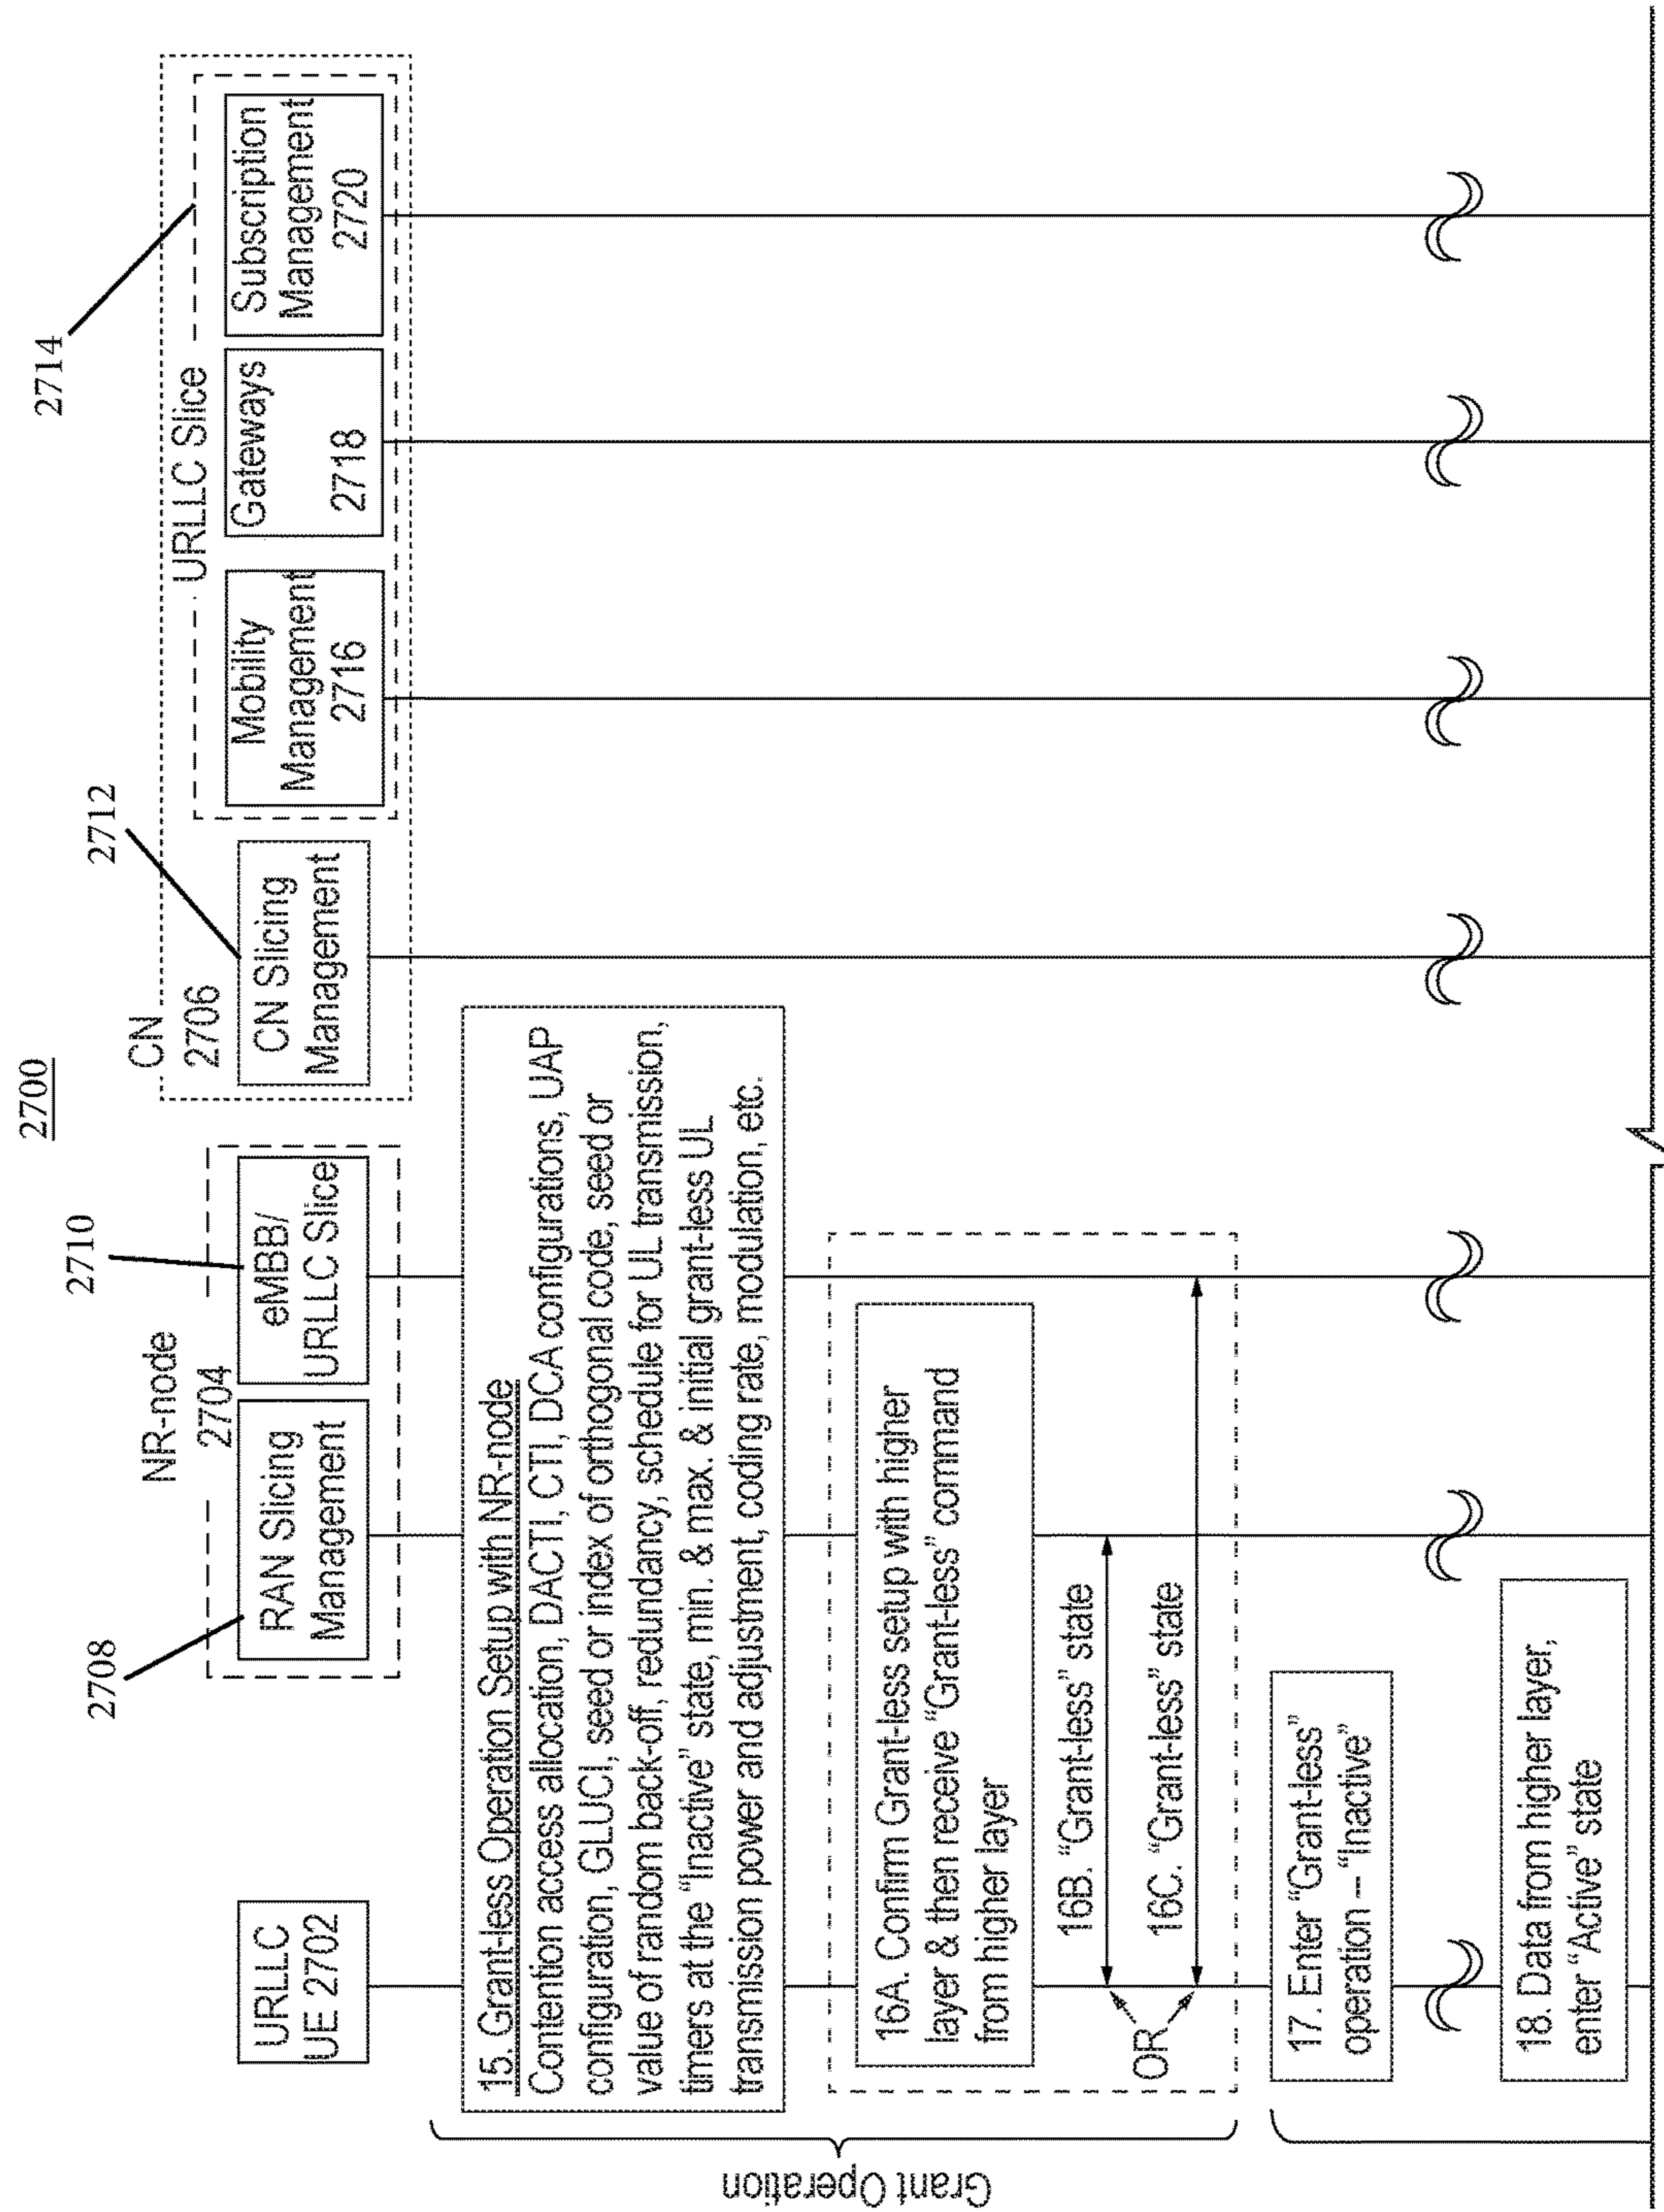 2700
NR-node
2704
2708
2710
CN
2706
2712
2714
URLLC Slice
URLLC
UE 2702
RAN Slicing
Management
eMBB/
URLLC Slice
CN Slicing
Management
Mobility
Management
2716
Gateways
2718
Subscription
Management
2720
15. Grant-less Operation Setup with NR-node
Contention access allocation, DACTI, CTI, DCA configurations, UAP
configuration, GLUCI, seed or index of orthogonal code, seed or
value of random back-off, redundancy, schedule for UL transmission,
timers at the “Inactive” state, min. & max. & initial grant-less UL
transmission power and adjustment, coding rate, modulation, etc.
16A. Confirm Grant-less setup with higher
layer & then receive “Grant-less” command
from higher layer
16B. “Grant-less” state
OR
16C. “Grant-less” state
Grant Operation
17. Enter “Grant-less”
operation – “Inactive”
18. Data from higher layer,
enter “Active” state